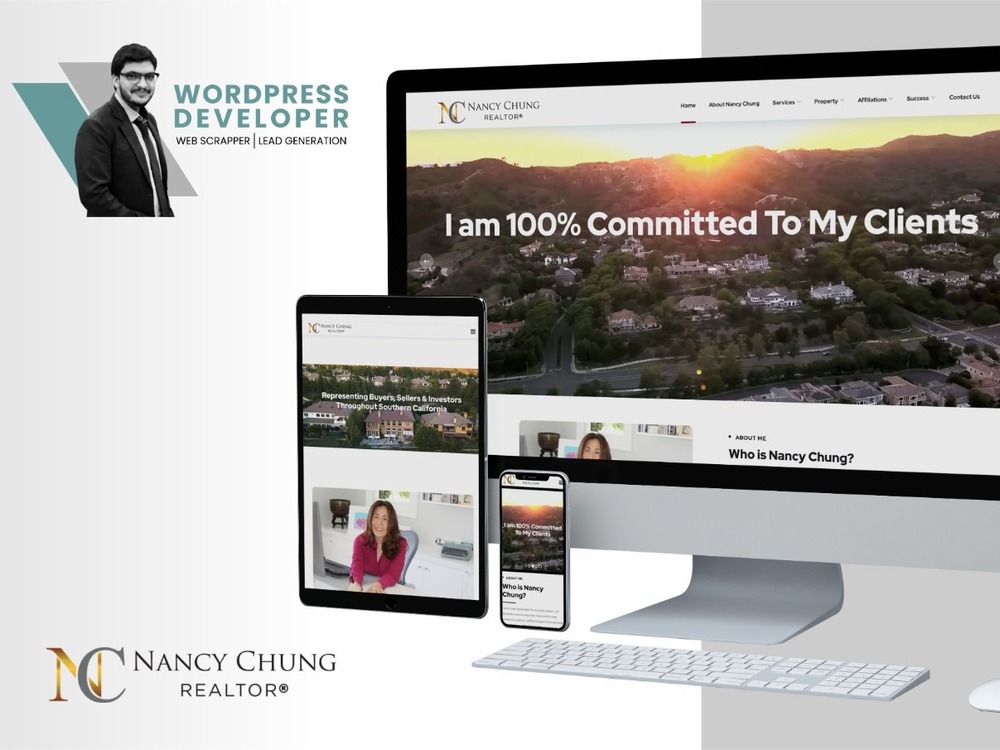 WORDPRESS
DEVELOPER
WEB SCRAPPER | LEAD GENERATION
NC NANCY CHUNG
REALTOR®
Home About Nancy Chung Services Property Affiliations Success Contact Us
I am 100% Committed To My Clients
ABOUT ME
Who is Nancy Chung?
NC NANCY CHUNG
REALTOR®
Representing Buyers, Sellers & Investors
Throughout Southern California
I am 100% Committed
To My Clients
ABOUT ME
Who is Nancy
Chung?
NC NANCY CHUNG
REALTOR®